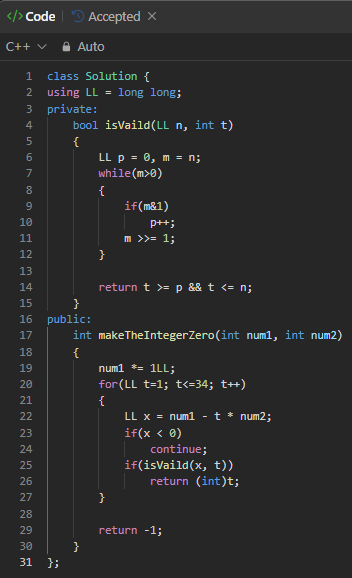 </> Code | Accepted ×
C++ Auto
1 class Solution {
2 using LL = long long;
3 private:
4     bool isVaild(LL n, int t)
5     {
6         LL p = 0, m = n;
7         while(m>0)
8         {
9             if(m&1)
10                 p++;
11             m >>= 1;
12         }
13
14         return t >= p && t <= n;
15     }
16 public:
17     int makeTheIntegerZero(int num1, int num2)
18     {
19         num1 *= 1LL;
20         for(LL t=1; t<=34; t++)
21         {
22             LL x = num1 - t * num2;
23             if(x < 0)
24                 continue;
25             if(isVaild(x, t))
26                 return (int)t;
27         }
28
29         return -1;
30     }
31 };